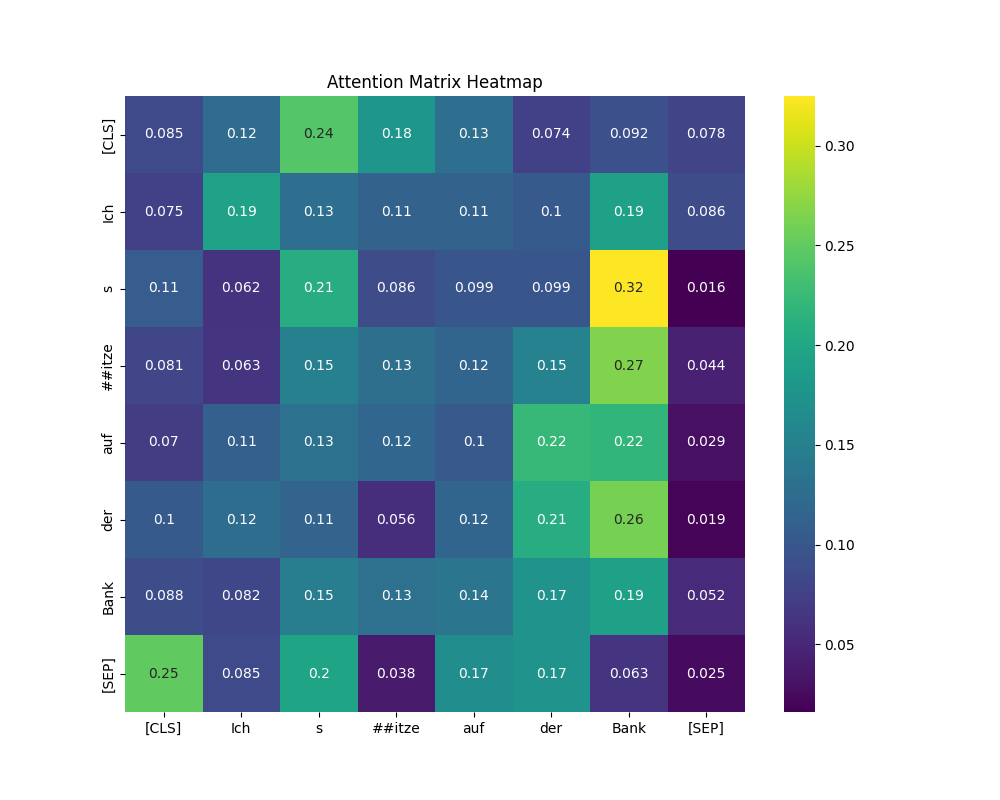 Attention Matrix Heatmap
[CLS] 0.085 0.12 0.24 0.18 0.13 0.074 0.092 0.078
Ich 0.075 0.19 0.13 0.11 0.11 0.1 0.19 0.086
s 0.11 0.062 0.21 0.086 0.099 0.099 0.32 0.016
##itze 0.081 0.063 0.15 0.13 0.12 0.15 0.27 0.044
auf 0.07 0.11 0.13 0.12 0.1 0.22 0.22 0.029
der 0.1 0.12 0.11 0.056 0.12 0.21 0.26 0.019
Bank 0.088 0.082 0.15 0.13 0.14 0.17 0.19 0.052
[SEP] 0.25 0.085 0.2 0.038 0.17 0.17 0.063 0.025
[CLS] Ich s ##itze auf der Bank [SEP]
0.30
0.25
0.20
0.15
0.10
0.05